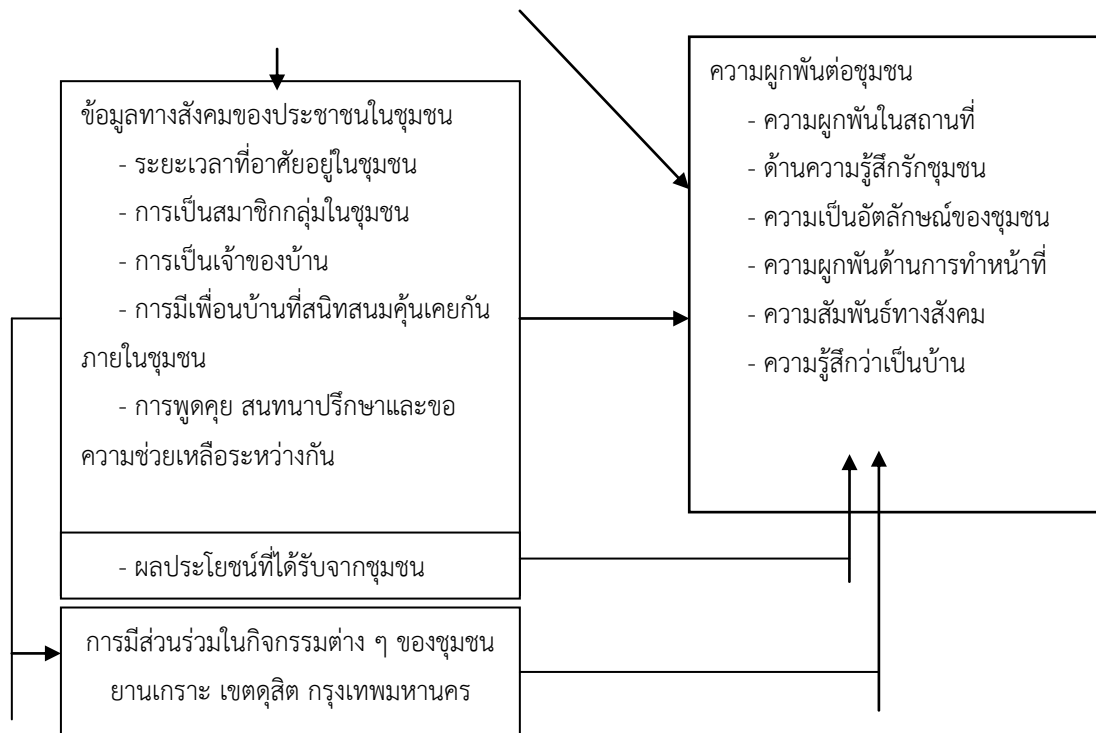 ข้อมูลทางสังคมของประชาชนในชุมชน
- ระยะเวลาที่อาศัยอยู่ในชุมชน
- การเป็นสมาชิกกลุ่มในชุมชน
- การเป็นเจ้าของบ้าน
- การมีเพื่อนบ้านที่สนิทสนมคุ้นเคยกัน
ภายในชุมชน
- การพูดคุย สนทนาปรึกษาและขอ
ความช่วยเหลือระหว่างกัน
- ผลประโยชน์ที่ได้รับจากชุมชน
การมีส่วนร่วมในกิจกรรมต่าง ๆ ของชุมชน
ยานเกราะ เขตดุสิต กรุงเทพมหานคร
ความผูกพันต่อชุมชน
- ความผูกพันในสถานที่
- ด้านความรู้สึกรักชุมชน
- ความเป็นอัตลักษณ์ของชุมชน
- ความผูกพันด้านการทำหน้าที่
- ความสัมพันธ์ทางสังคม
- ความรู้สึกว่าเป็นบ้าน